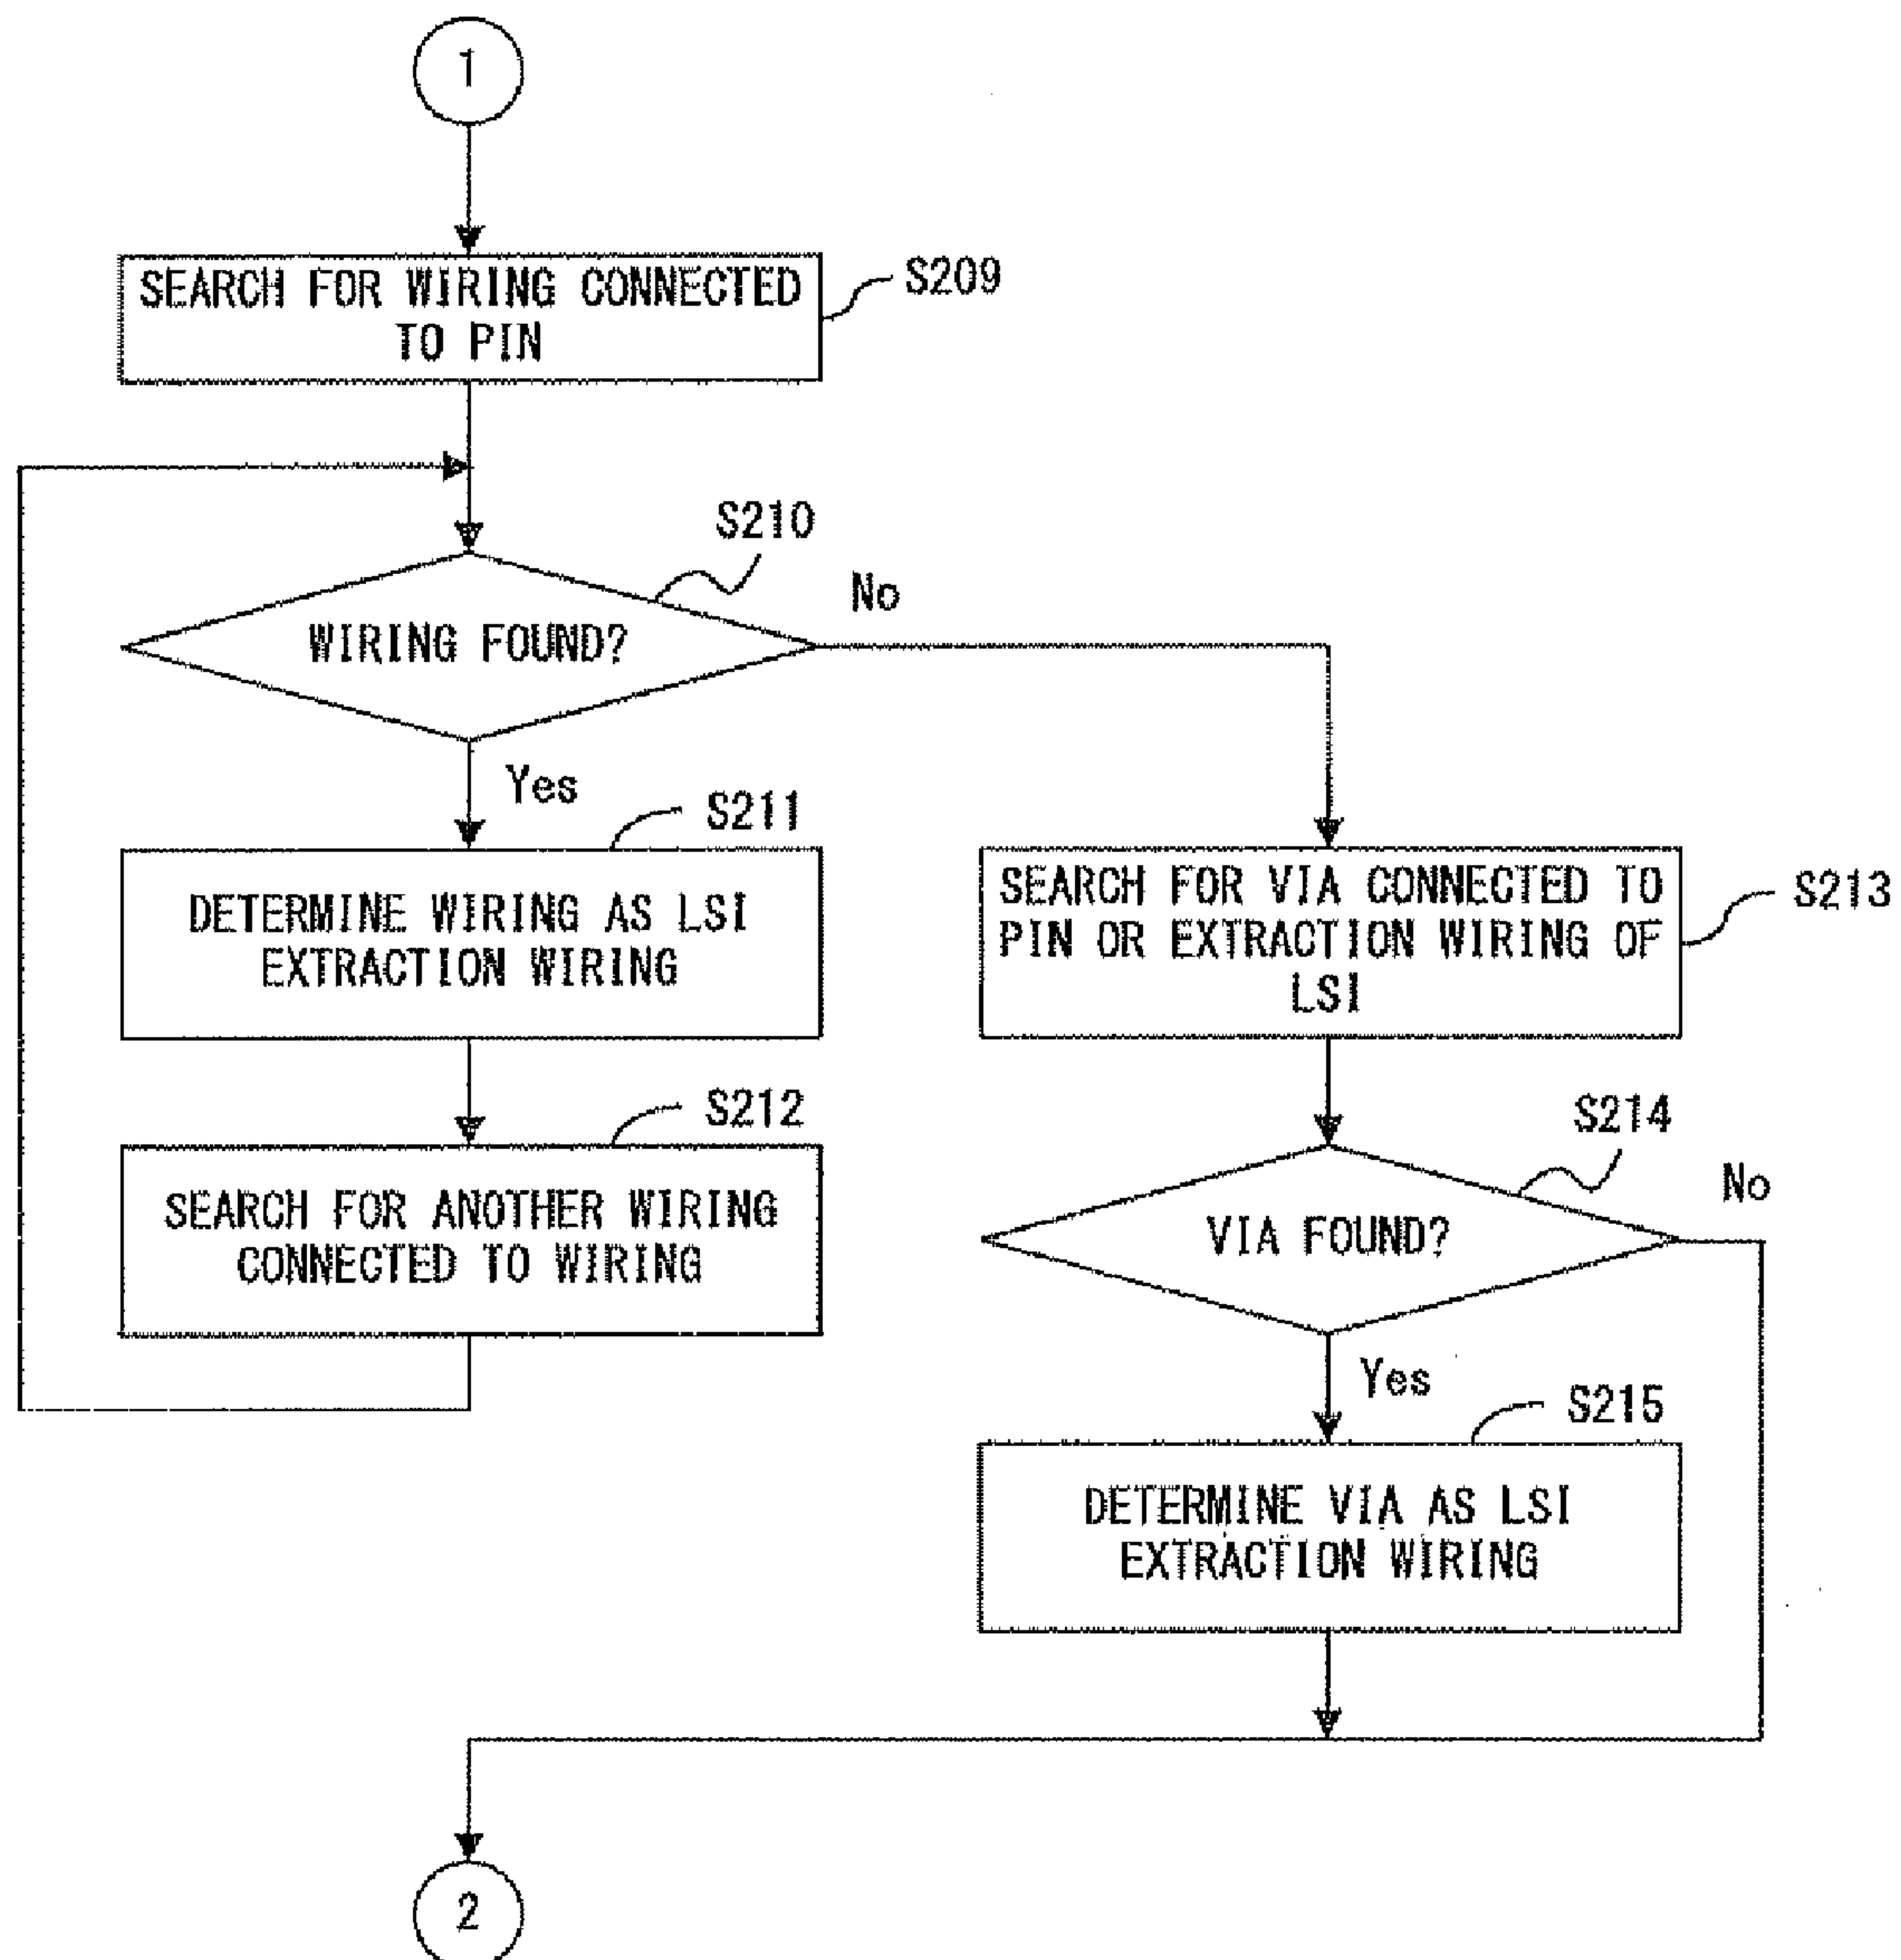 1
SEARCH FOR WIRING CONNECTED
TO PIN
S209
S210
WIRING FOUND?
No
Yes
S211
DETERMINE WIRING AS LSI
EXTRACTION WIRING
S212
SEARCH FOR ANOTHER WIRING
CONNECTED TO WIRING
SEARCH FOR VIA CONNECTED TO
PIN OR EXTRACTION WIRING OF
LSI
S213
S214
VIA FOUND?
No
Yes
S215
DETERMINE VIA AS LSI
EXTRACTION WIRING
2